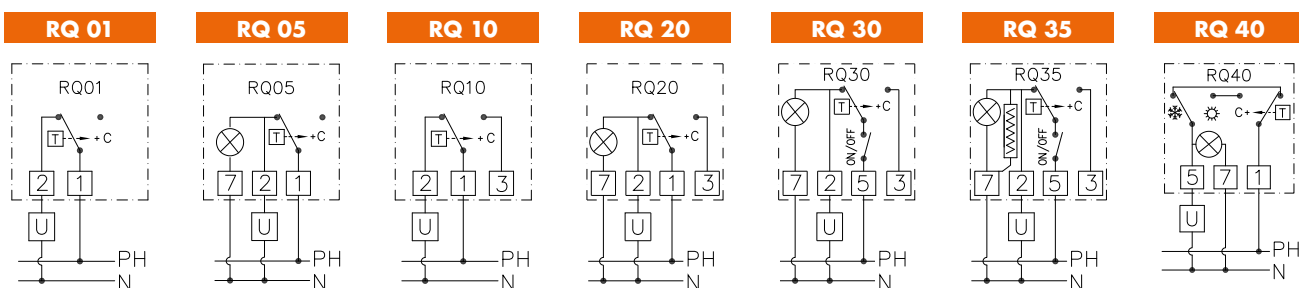 RQ 01
RQ 05
RQ 10
RQ 20
RQ 30
RQ 35
RQ 40
RQ01
T +C
2 1
U
PH
N
RQ05
T +C
7 2 1
U
PH
N
RQ10
T +C
2 1 3
U
PH
N
RQ20
T +C
7 2 1 3
U
PH
N
RQ30
T +C
ON/OFF
7 2 5 3
U
PH
N
RQ35
T +C
ON/OFF
7 2 5 3
U
PH
N
RQ40
C+ T
5 7 1
U
PH
N